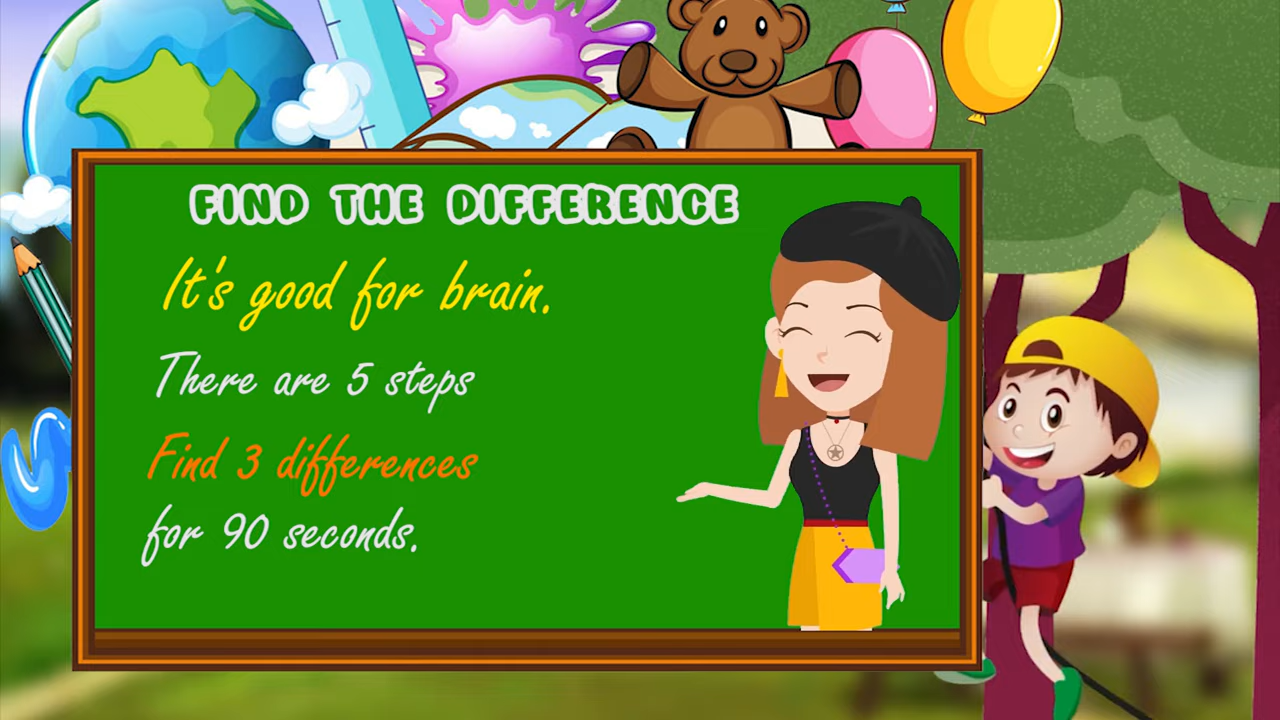 FIND THE DIFFERENCE
It's good for brain.
There are 5 steps
Find 3 differences
for 90 seconds.